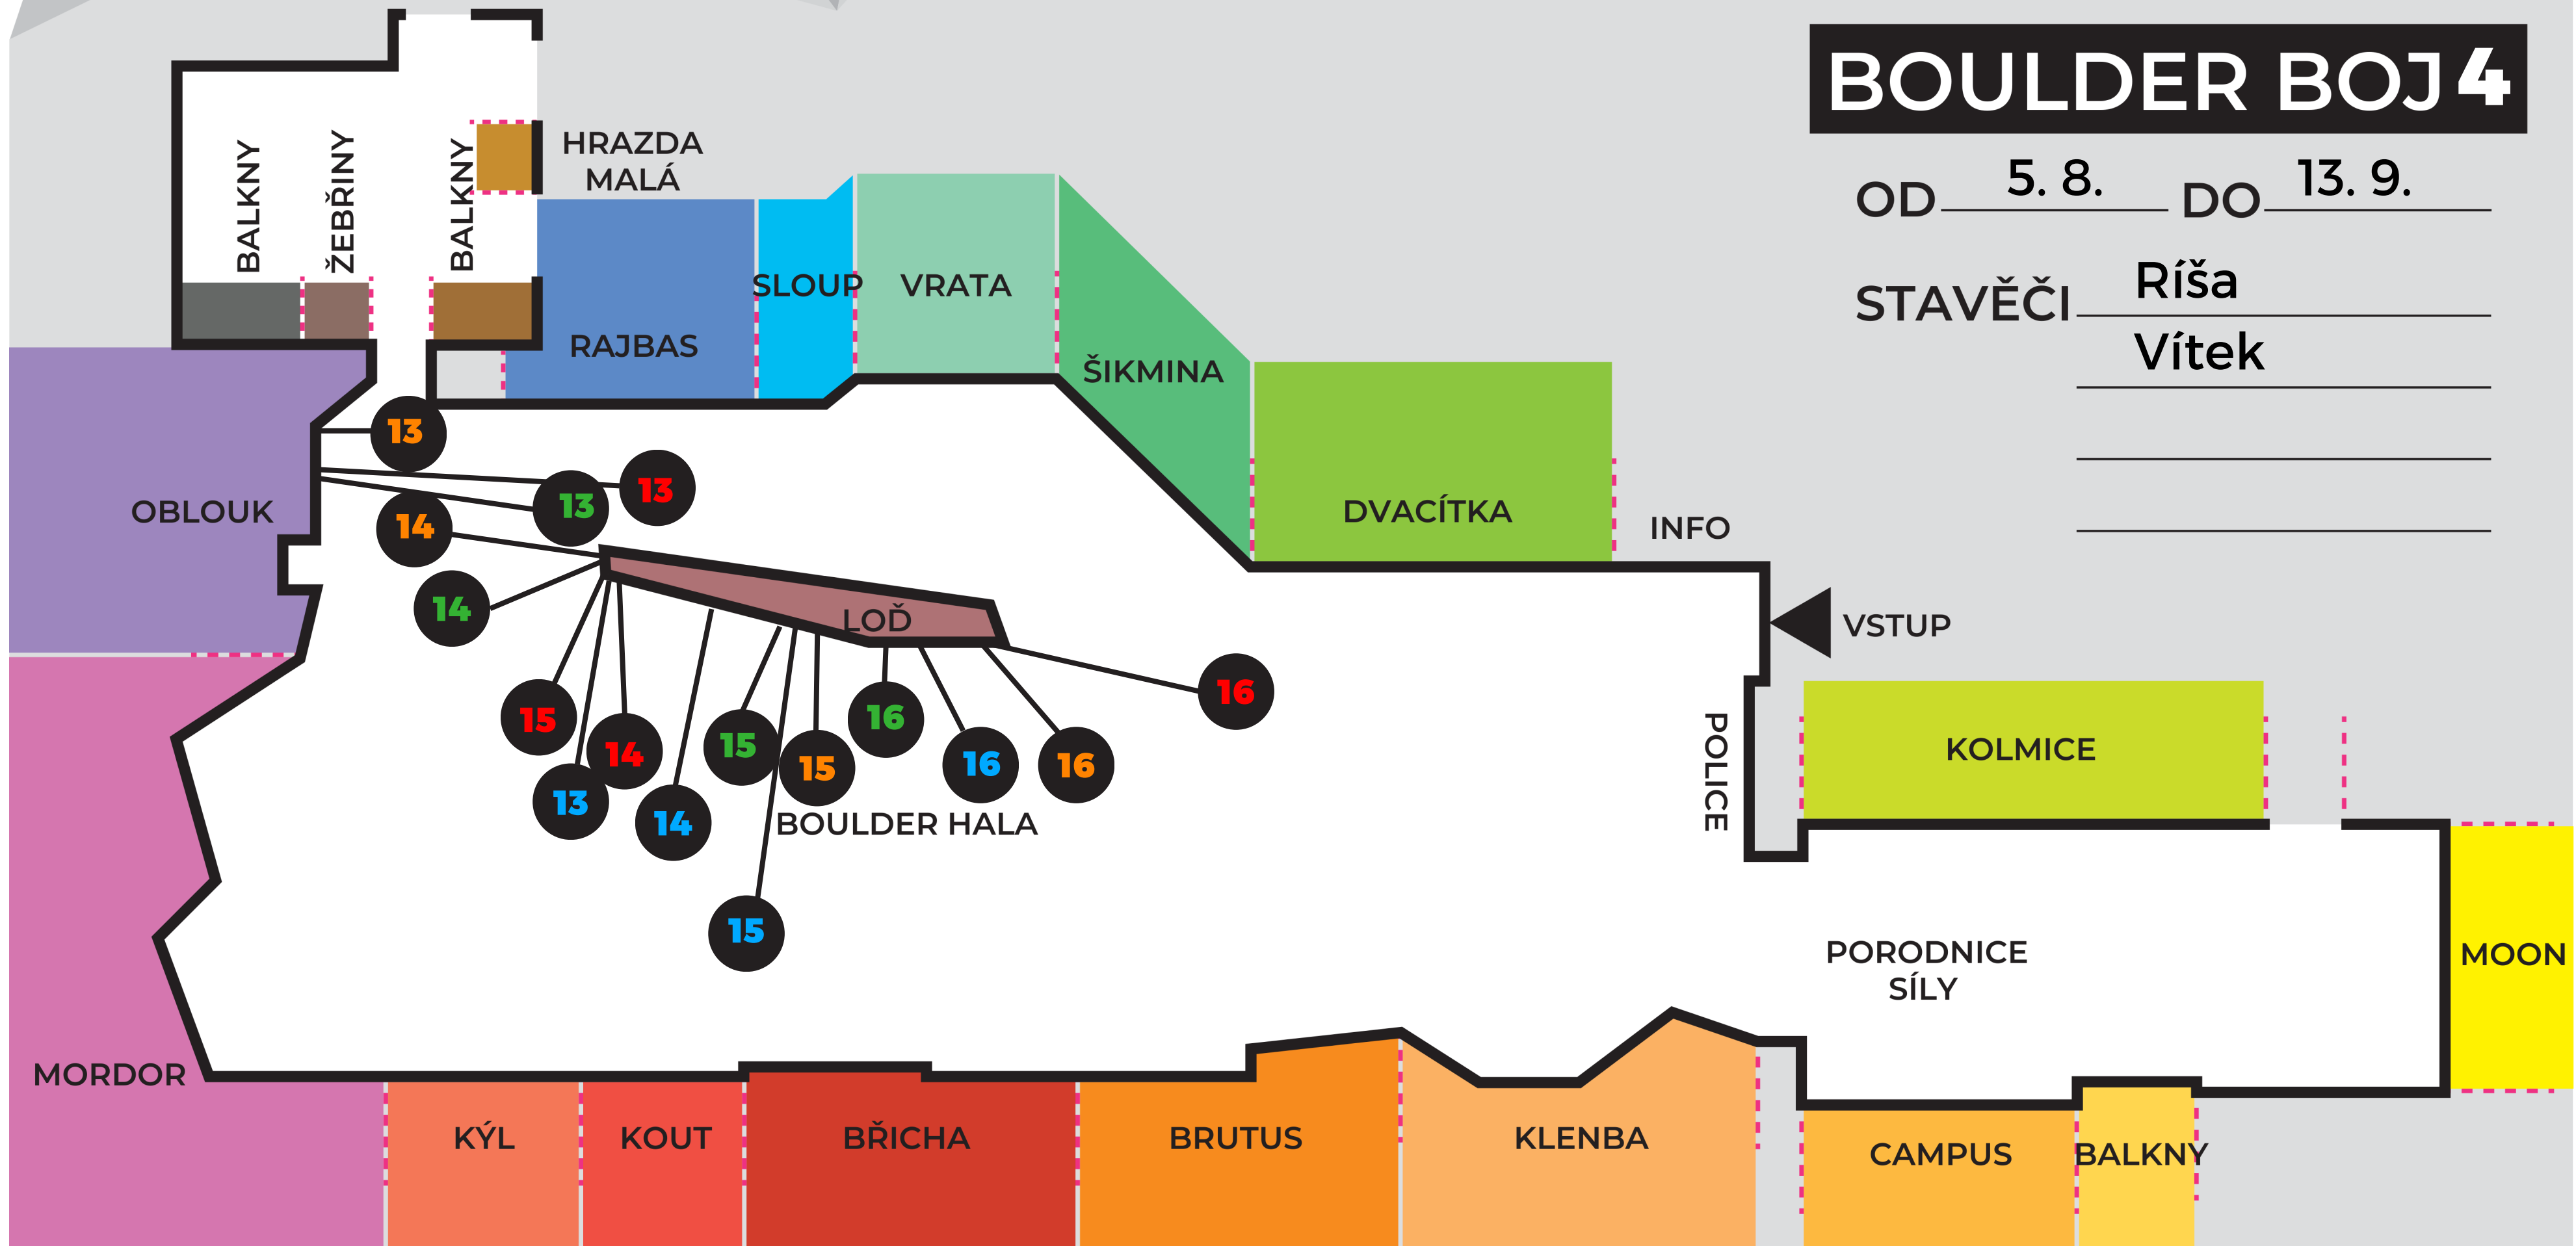 BOULDER BOJ 4
OD 5. 8. DO 13. 9.
STAVĚČI Ríša
Vítek
BALKNY
ŽEBŘINY
BALKNY
HRAZDA
MALÁ
RAJBAS
SLOUP
VRATA
ŠIKMINA
DVACÍTKA
INFO
VSTUP
POLICE
KOLMICE
OBLOUK
13
13
13
14
14
LOĎ
15
14
13
14
15
15
15
16
16
16
16
BOULDER HALA
PORODNICE
SÍLY
MOON
MORDOR
KÝL
KOUT
BŘICHA
BRUTUS
KLENBA
CAMPUS
BALKNY